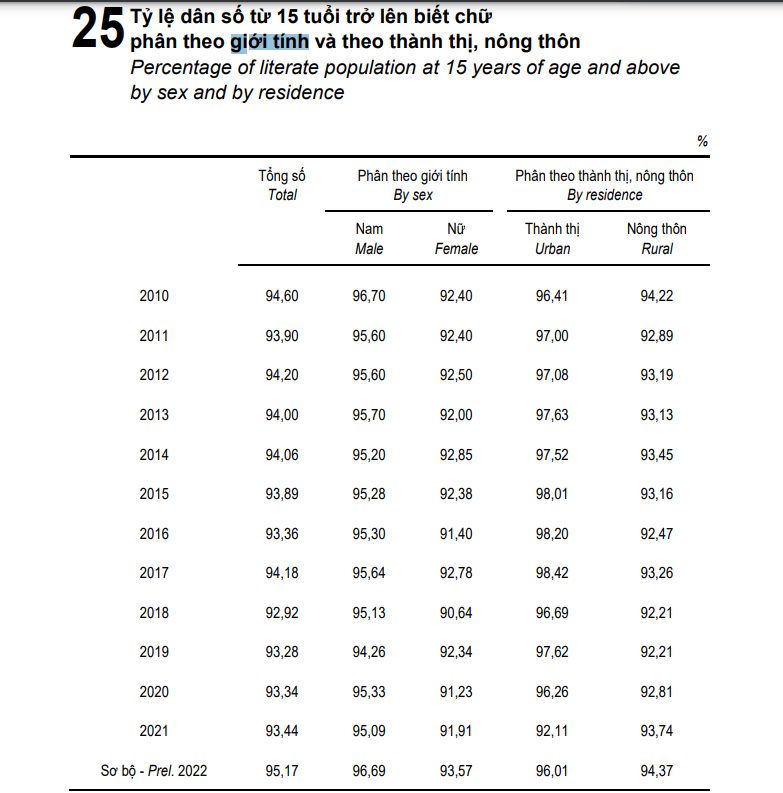 25 Tỷ lệ dân số từ 15 tuổi trở lên biết chữ
phân theo giới tính và theo thành thị, nông thôn
Percentage of literate population at 15 years of age and above
by sex and by residence
%
Tổng số Phân theo giới tính Phân theo thành thị, nông thôn
Total By sex By residence
Nam Nữ Thành thị Nông thôn
Male Female Urban Rural
2010 94,60 96,70 92,40 96,41 94,22
2011 93,90 95,60 92,40 97,00 92,89
2012 94,20 95,60 92,50 97,08 93,19
2013 94,00 95,70 92,00 97,63 93,13
2014 94,06 95,20 92,85 97,52 93,45
2015 93,89 95,28 92,38 98,01 93,16
2016 93,36 95,30 91,40 98,20 92,47
2017 94,18 95,64 92,78 98,42 93,26
2018 92,92 95,13 90,64 96,69 92,21
2019 93,28 94,26 92,34 97,62 92,21
2020 93,34 95,33 91,23 96,26 92,81
2021 93,44 95,09 91,91 92,11 93,74
Sơ bộ - Prel. 2022 95,17 96,69 93,57 96,01 94,37